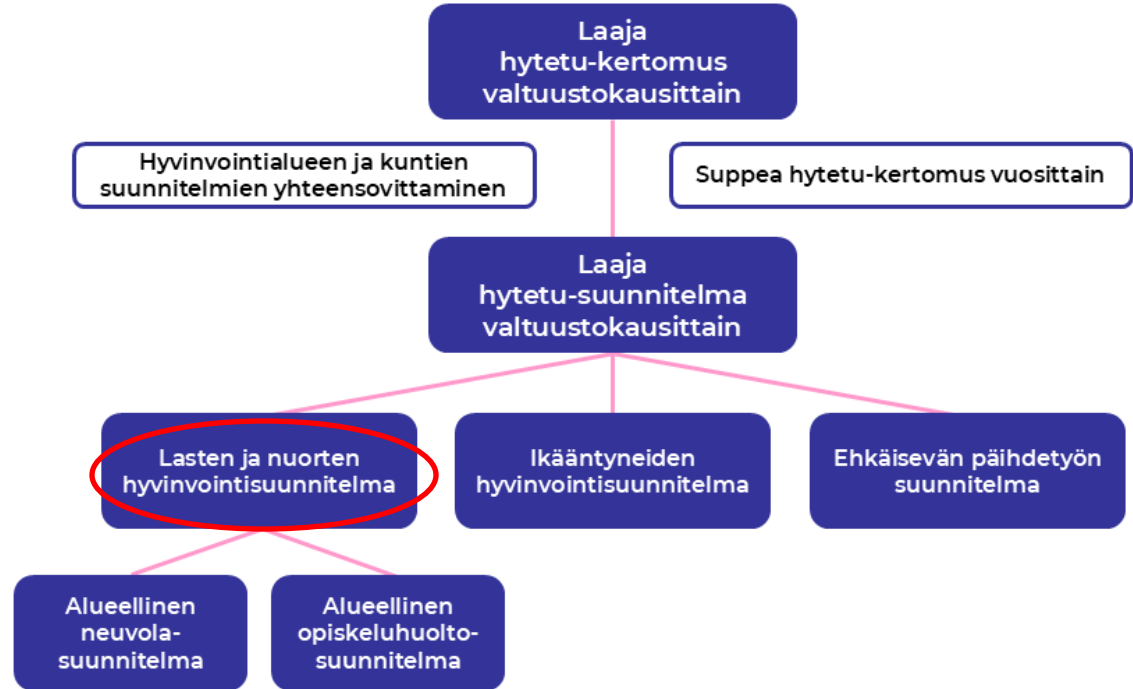 Laaja
hytetu-kertomus
valtuustokausittain
Hyvinvointialueen ja kuntien
suunnitelmien yhteensovittaminen
Suppea hytetu-kertomus vuosittain
Laaja
hytetu-suunnitelma
valtuustokausittain
Lasten ja nuorten
hyvinvointisuunnitelma
Ikääntyneiden
hyvinvointisuunnitelma
Ehkäisevän päihdetyön
suunnitelma
Alueellinen
neuvola-
suunnitelma
Alueellinen
opiskeluhuolto-
suunnitelma